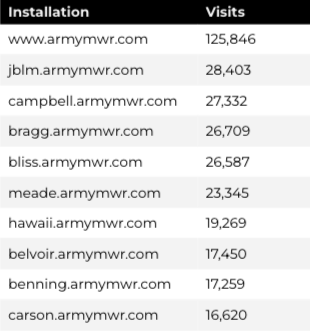 Installation Visits
www.armymwr.com 125,846
jblm.armymwr.com 28,403
campbell.armymwr.com 27,332
bragg.armymwr.com 26,709
bliss.armymwr.com 26,587
meade.armymwr.com 23,345
hawaii.armymwr.com 19,269
belvoir.armymwr.com 17,450
benning.armymwr.com 17,259
carson.armymwr.com 16,620